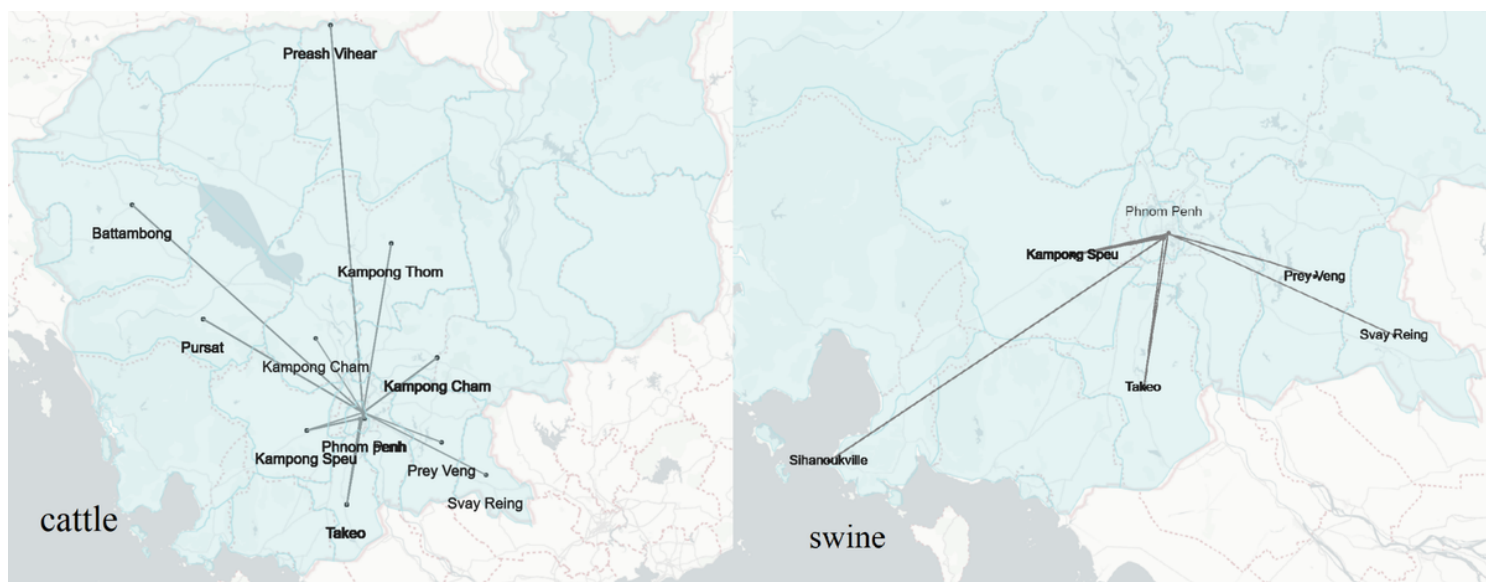 Preash Vihear
Battambong
Kampong Thom
Pursat
Kampong Cham
Kampong Cham
Phnom penh
Kampong Speu
Prey Veng
Svay Reing
Takeo
cattle
Phnom Penh
Kampong Speu
Prey Veng
Svay Reing
Takeo
Sihanoukville
swine